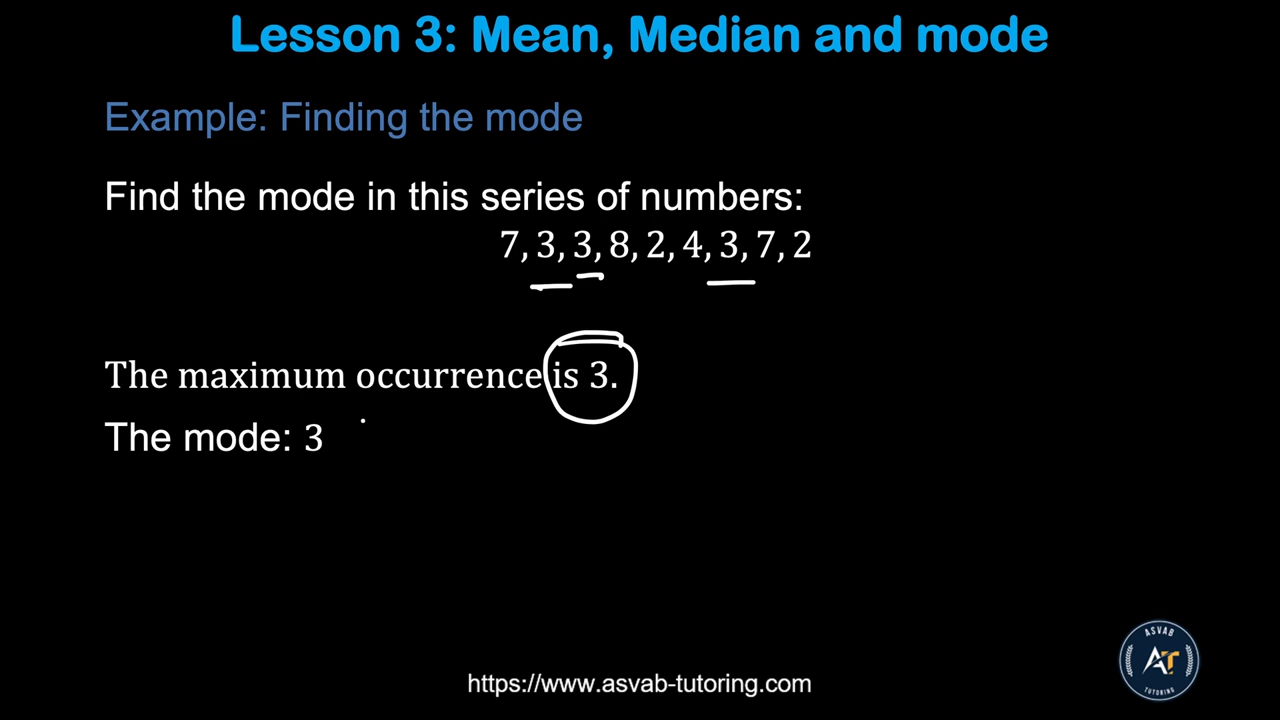 Lesson 3: Mean, Median and mode
Example: Finding the mode
Find the mode in this series of numbers:
7, 3, 3, 8, 2, 4, 3, 7, 2
The maximum occurrence is 3.
The mode: 3
ASVAB
AT
TUTORING
https://www.asvab-tutoring.com